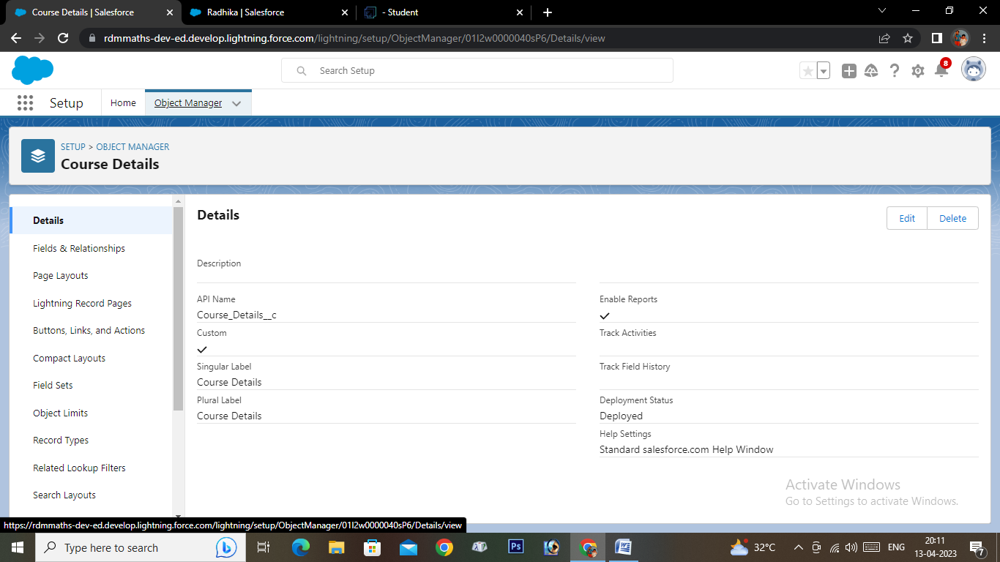 Course Details | Salesforce
Radhika | Salesforce
- Student
rdmmaths-dev-ed.develop.lightning.force.com/lightning/setup/ObjectManager/01I2w0000040sP6/Details/view
Search Setup
8
Setup
Home
Object Manager
SETUP > OBJECT MANAGER
Course Details
Details
Fields & Relationships
Page Layouts
Lightning Record Pages
Buttons, Links, and Actions
Compact Layouts
Field Sets
Object Limits
Record Types
Related Lookup Filters
Search Layouts
Details
Edit
Delete
Description
API Name
Course_Details__c
Custom
Singular Label
Course Details
Plural Label
Course Details
Enable Reports
Track Activities
Track Field History
Deployment Status
Deployed
Help Settings
Standard salesforce.com Help Window
Activate Windows
Go to Settings to activate Windows.
https://rdmmaths-dev-ed.develop.lightning.force.com/lightning/setup/ObjectManager/01I2w0000040sP6/Details/view
Type here to search
Ps
32°C
ENG
20:11
13-04-2023
7